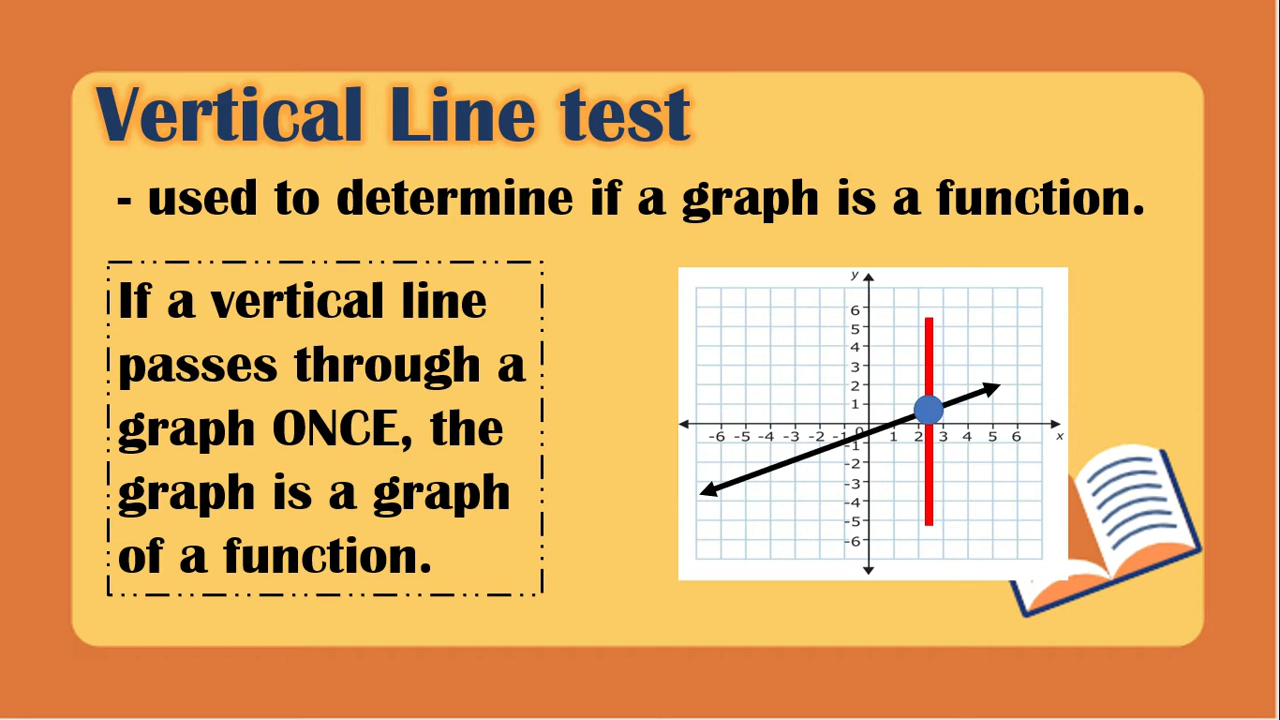 Vertical Line test
- used to determine if a graph is a function.
If a vertical line
passes through a
graph ONCE, the
graph is a graph
of a function.
y
6
5
4
3
2
1
-6 -5 -4 -3 -2 -1 0 1 2 3 4 5 6 x
-1
-2
-3
-4
-5
-6